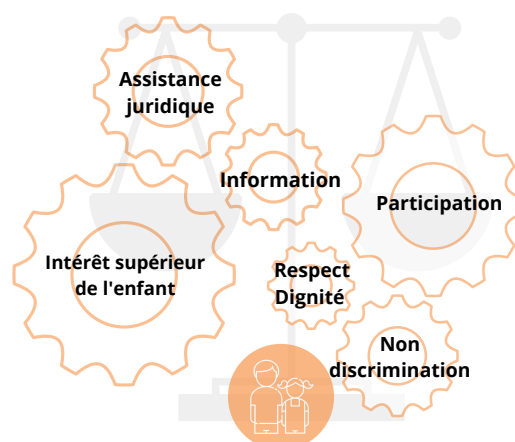 Assistance
juridique
Information
Participation
Intérêt supérieur
de l'enfant
Respect
Dignité
Non
discrimination